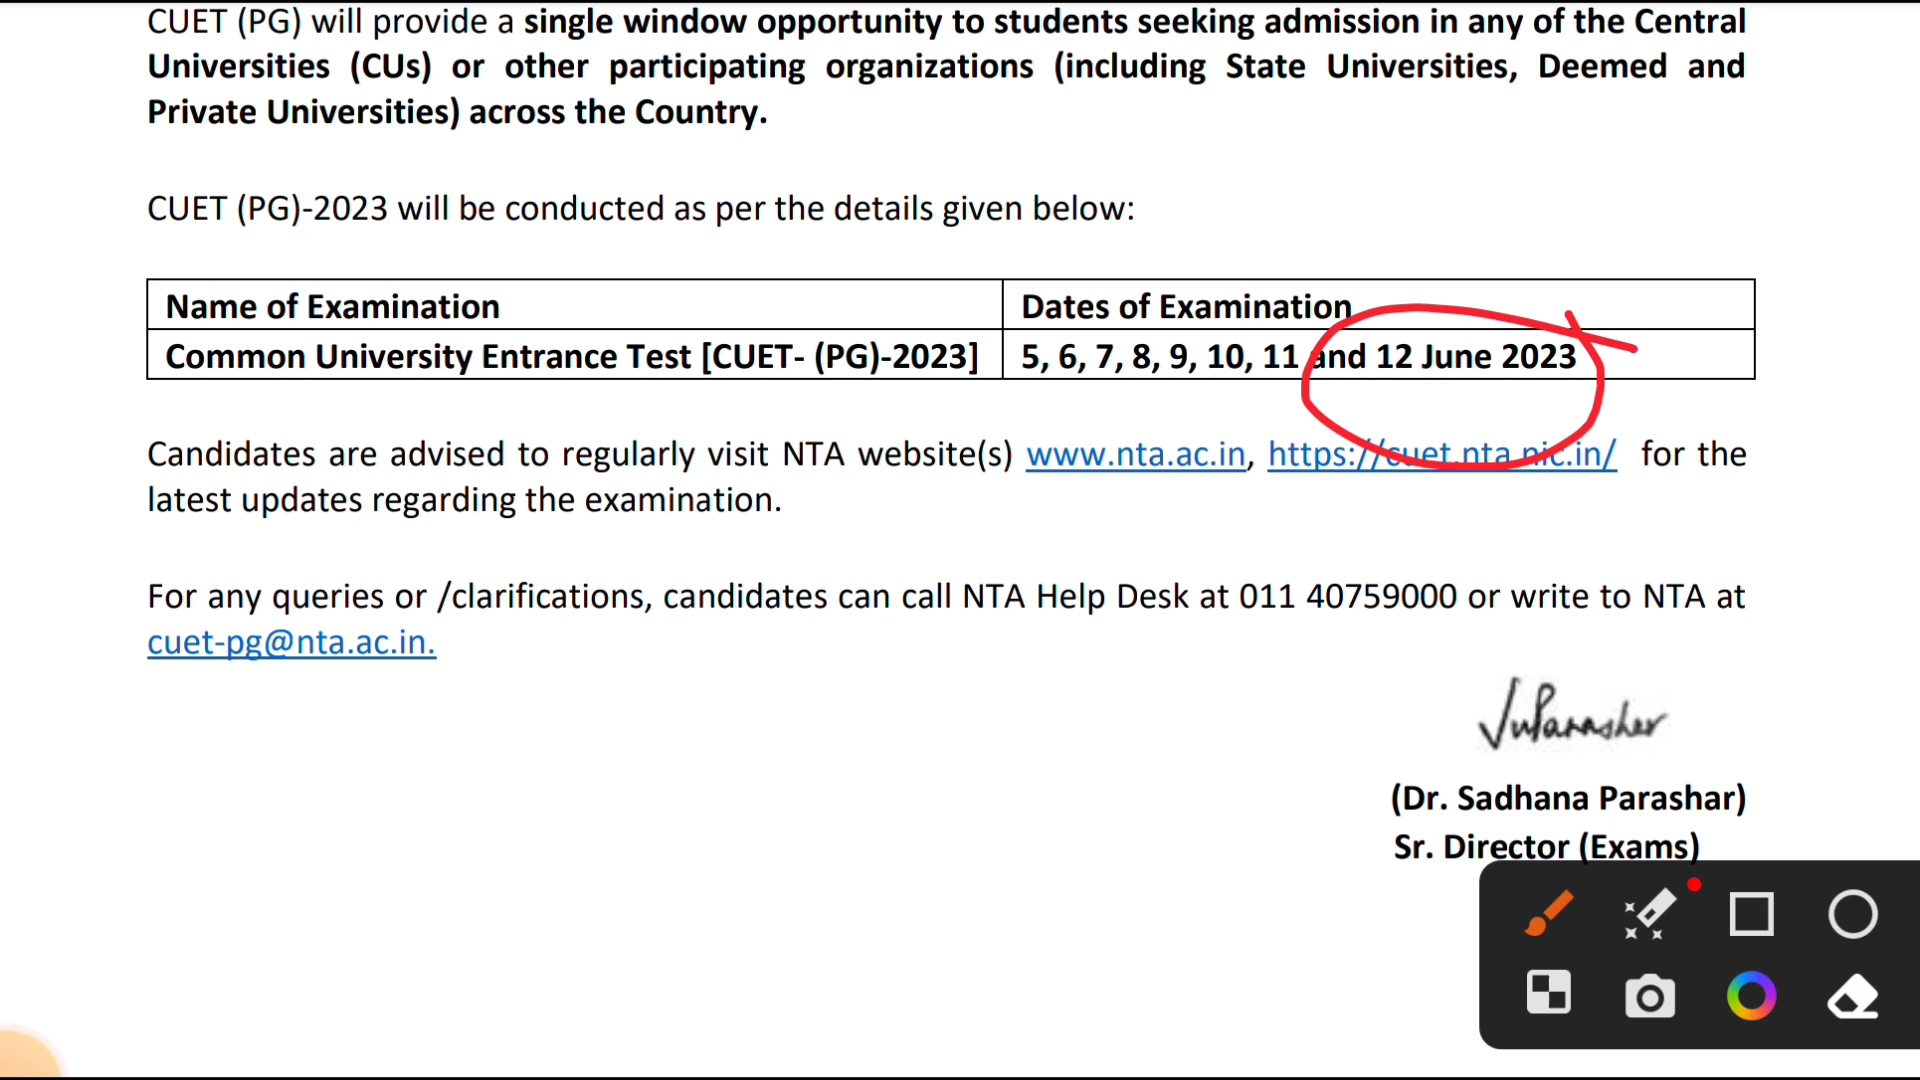 CUET (PG) will provide a single window opportunity to students seeking admission in any of the Central
Universities (CUs) or other participating organizations (including State Universities, Deemed and
Private Universities) across the Country.
CUET (PG)-2023 will be conducted as per the details given below:
Name of Examination Dates of Examination
Common University Entrance Test [CUET- (PG)-2023] 5, 6, 7, 8, 9, 10, 11 and 12 June 2023
Candidates are advised to regularly visit NTA website(s) www.nta.ac.in, https://cuet.nta.nic.in/ for the
latest updates regarding the examination.
For any queries or /clarifications, candidates can call NTA Help Desk at 011 40759000 or write to NTA at
cuet-pg@nta.ac.in.
(Dr. Sadhana Parashar)
Sr. Director (Exams)